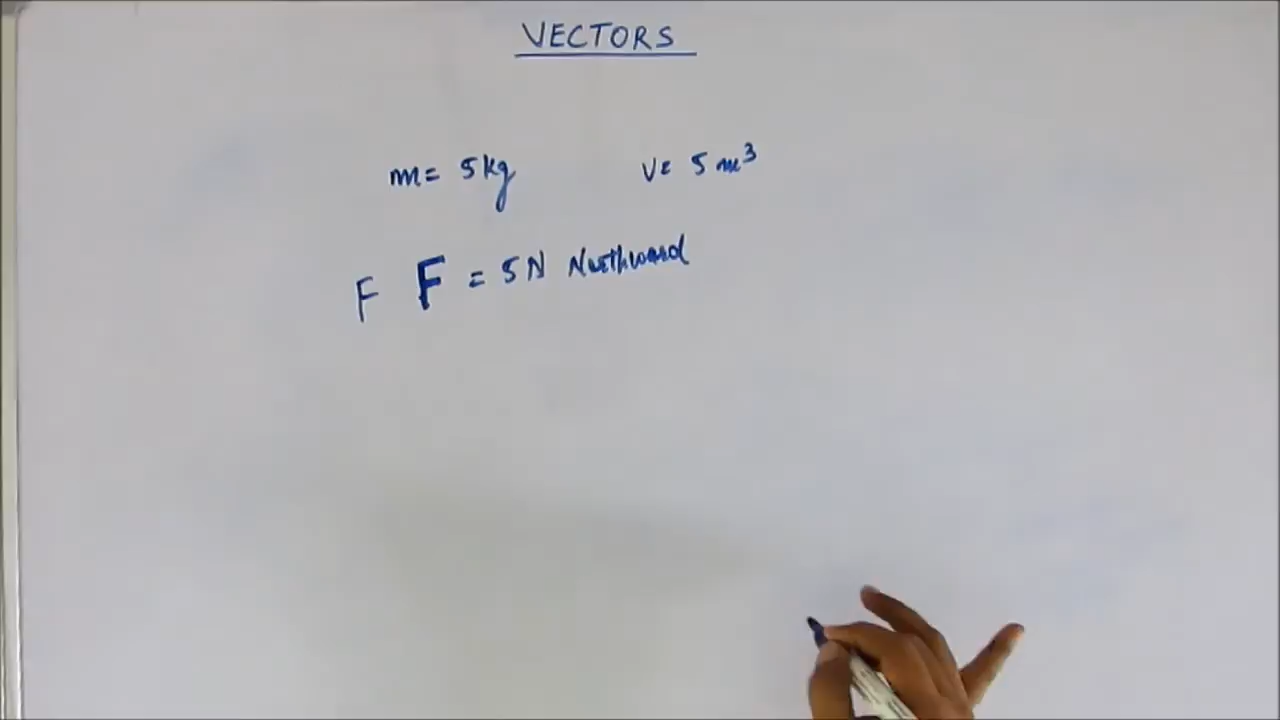 VECTORS
m = 5 kg V = 5 m³
F F = 5 N Northward